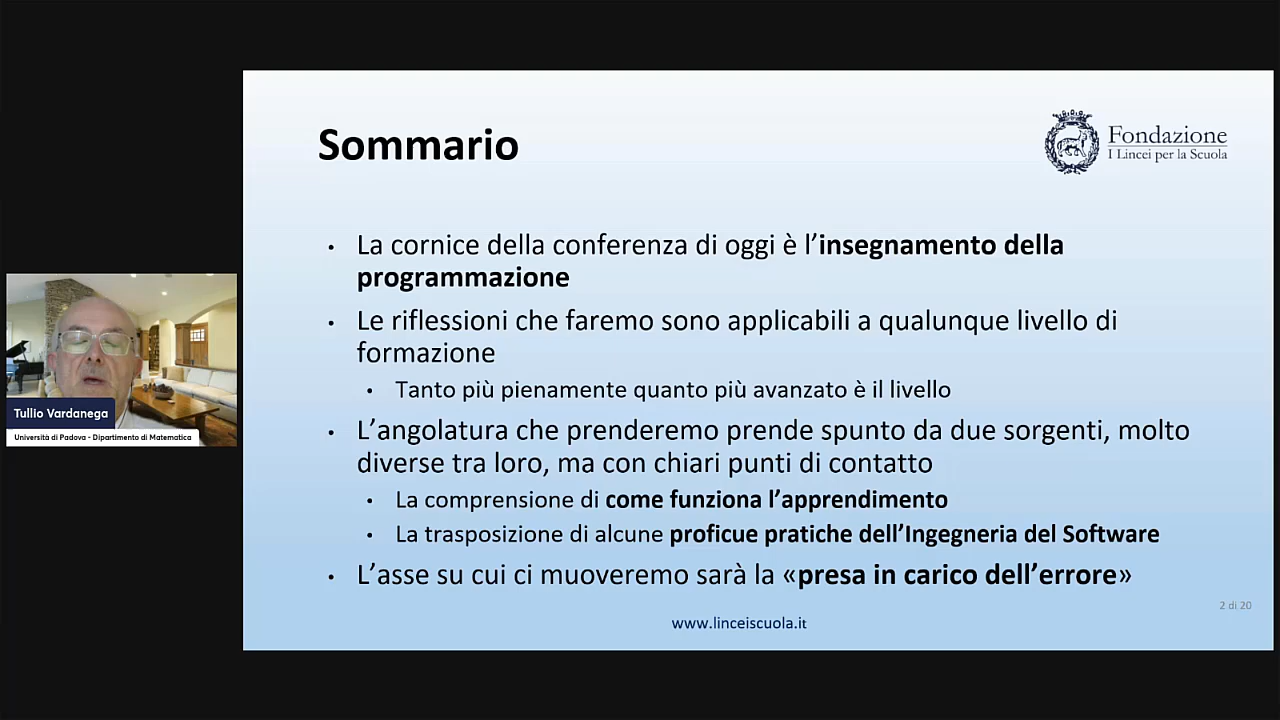 Sommario
Fondazione
I Lincei per la Scuola
• La cornice della conferenza di oggi è l’insegnamento della
programmazione
• Le riflessioni che faremo sono applicabili a qualunque livello di
formazione
• Tanto più pienamente quanto più avanzato è il livello
• L’angolatura che prenderemo prende spunto da due sorgenti, molto
diverse tra loro, ma con chiari punti di contatto
• La comprensione di come funziona l’apprendimento
• La trasposizione di alcune proficue pratiche dell’Ingegneria del Software
• L’asse su cui ci muoveremo sarà la «presa in carico dell’errore»
2 di 20
www.linceiscuola.it
Tullio Vardanega
Università di Padova - Dipartimento di Matematica